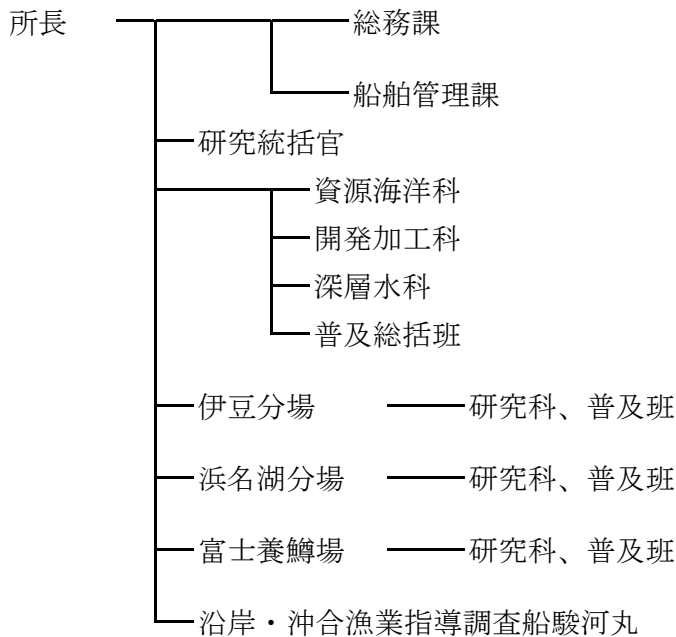 所長 総務課
船舶管理課
研究統括官
資源海洋科
開発加工科
深層水科
普及総括班
伊豆分場 研究科、普及班
浜名湖分場 研究科、普及班
富士養鱒場 研究科、普及班
沿岸・沖合漁業指導調査船駿河丸